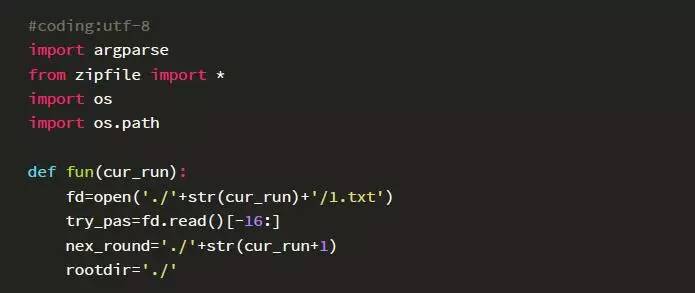 #coding:utf-8
import argparse
from zipfile import *
import os
import os.path
def fun(cur_run):
    fd=open('./'+str(cur_run)+'/1.txt')
    try_pas=fd.read()[-16:]
    nex_round='./'+str(cur_run+1)
    rootdir='./'